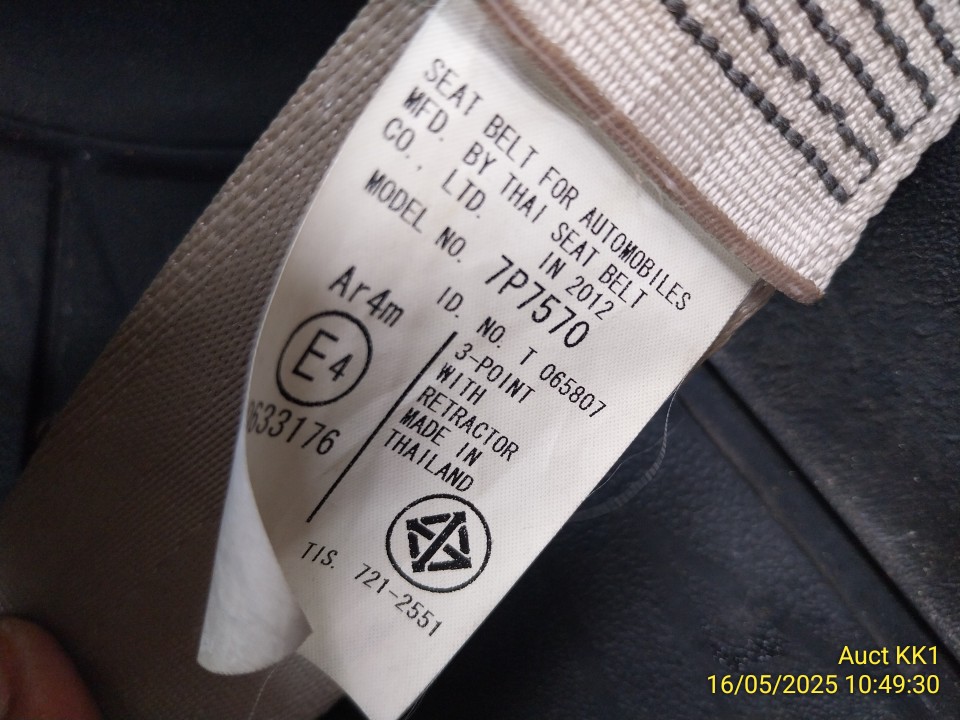 SEAT BELT FOR AUTOMOBILES
MFD. BY THAI SEAT BELT
CO., LTD. IN 2012
MODEL NO. 7P7570
ID. NO. T 065807
Ar4m
E4
633176
3-POINT
WITH
RETRACTOR
MADE IN
THAILAND
TIS. 721-2551
Auct KK1
16/05/2025 10:49:30